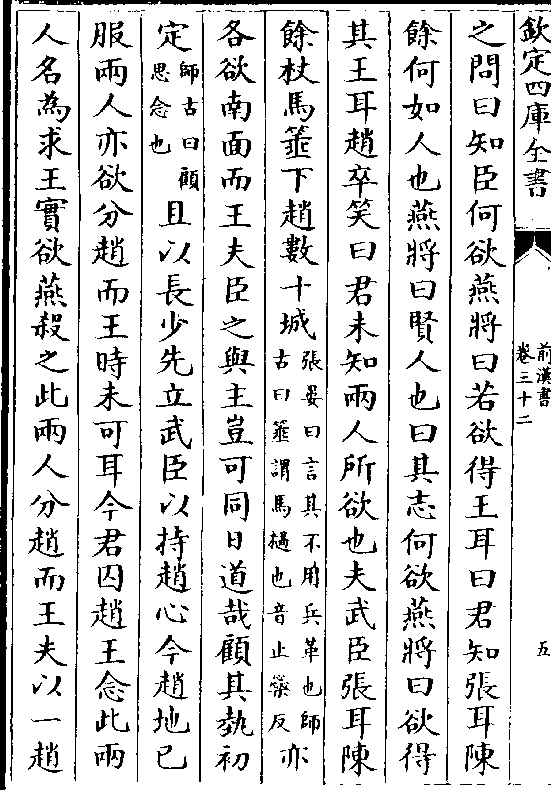 欽定四庫全書
前漢書
卷三十二
五
之問曰知臣何欲燕將曰若欲得王耳曰君知張耳陳
餘何如人也燕將曰賢人也曰其志何欲燕將曰欲得
其王耳趙卒笑曰君未知兩人所欲也夫武臣張耳陳
餘杖馬箠下趙數十城張晏曰言其不用兵革也師古曰箠謂馬檛也音止橤反亦
各欲南面而王夫臣之與主豈可同日道哉顧其埶初
定師古曰顧思念也且以長少先立武臣以持趙心今趙地已
服兩人亦欲分趙而王時未可耳今君囚趙王念此兩
人名為求王實欲燕殺之此兩人分趙而王夫以一趙